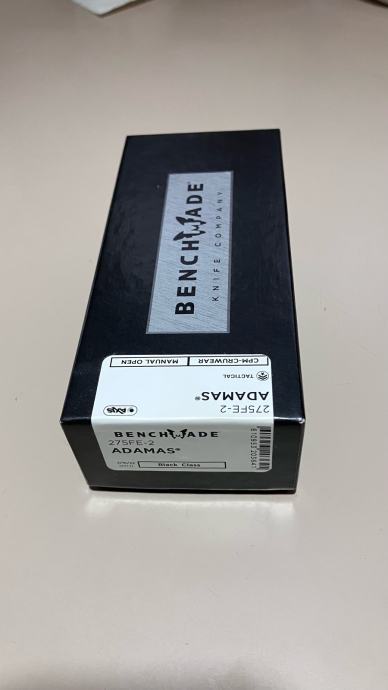 BENCHMADE®
KNIFE COMPANY
CPM-CRUWEAR
MANUAL OPEN
TACTICAL
ADAMAS®
275FE-2
AXIS
BENCHMADE
275FE-2
ADAMAS®
Black Class